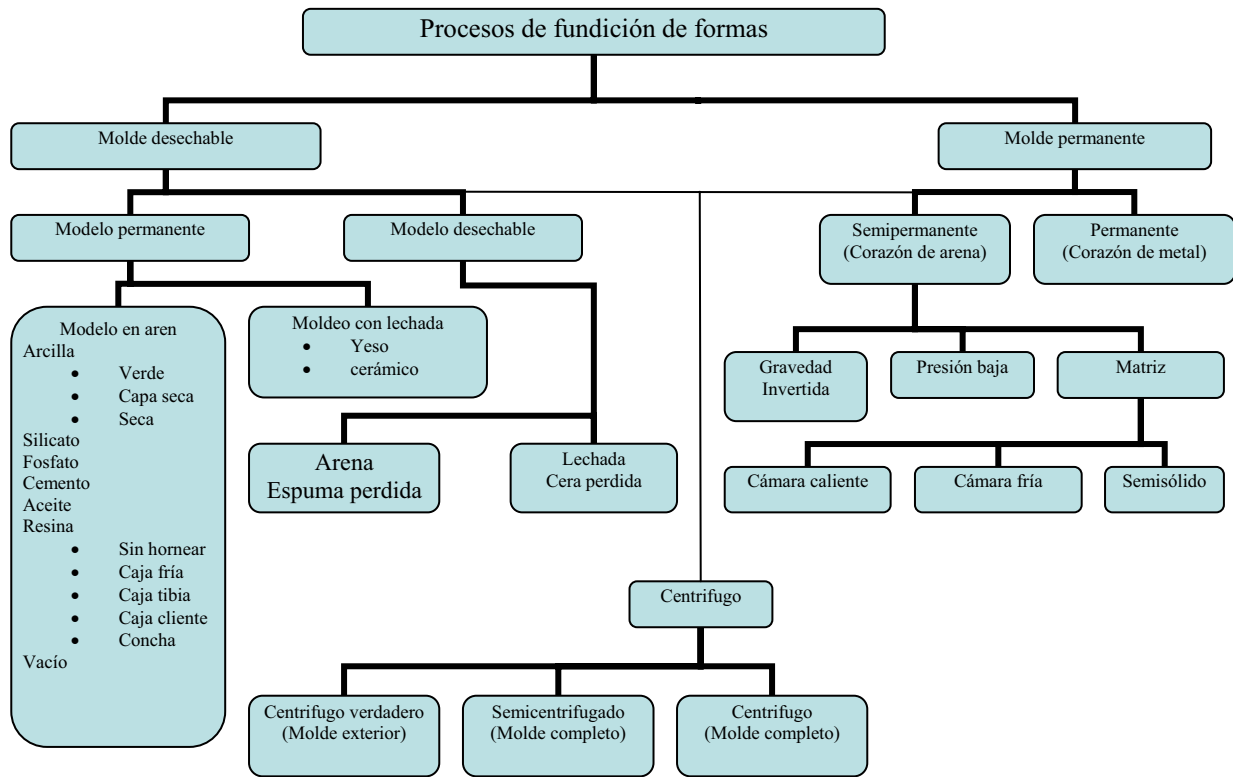 Procesos de fundición de formas
Molde desechable
Molde permanente
Modelo permanente
Modelo desechable
Semipermanente
(Corazón de arena)
Permanente
(Corazón de metal)
Modelo en aren
Arcilla
• Verde
• Capa seca
• Seca
Silicato
Fosfato
Cemento
Aceite
Resina
• Sin hornear
• Caja fría
• Caja tibia
• Caja cliente
• Concha
Vacío
Moldeo con lechada
• Yeso
• cerámico
Gravedad
Invertida
Presión baja
Matriz
Arena
Espuma perdida
Lechada
Cera perdida
Cámara caliente
Cámara fría
Semisólido
Centrifugo
Centrifugo verdadero
(Molde exterior)
Semicentrifugado
(Molde completo)
Centrifugo
(Molde completo)